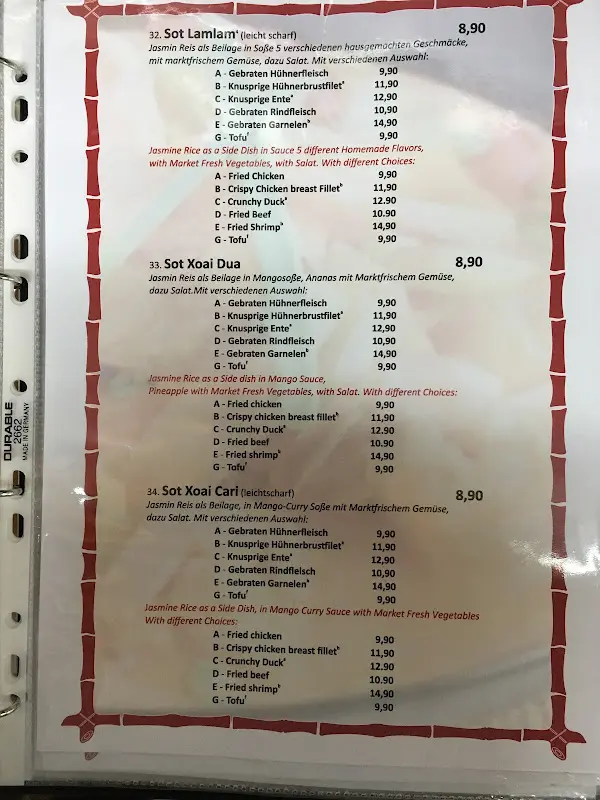 32. Sot Lamlam (leicht scharf) 8,90
Jasmin Reis als Beilage in Soße 5 verschiedenen hausgemachten Geschmäcke,
mit marktfrischem Gemüse, dazu Salat. Mit verschiedenen Auswahl:
A - Gebraten Hühnerfleisch 9,90
B - Knusprige Hühnerbrustfilet 11,90
C - Knusprige Ente 12,90
D - Gebraten Rindfleisch 10,90
E - Gebraten Garnelen 14,90
G - Tofu 9,90
Jasmine Rice as a Side Dish in Sauce 5 different Homemade Flavors,
with Market Fresh Vegetables, with Salat. With different Choices:
A - Fried Chicken 9,90
B - Crispy Chicken breast Fillet 11,90
C - Crunchy Duck 12.90
D - Fried Beef 10.90
E - Fried Shrimp 14,90
G - Tofu 9,90
33. Sot Xoai Dua 8,90
Jasmin Reis als Beilage in Mangosoße, Ananas mit Marktfrischem Gemüse,
dazu Salat.Mit verschiedenen Auswahl:
A - Gebraten Hühnerfleisch 9,90
B - Knusprige Hühnerbrustfilet 11,90
C - Knusprige Ente 12,90
D - Gebraten Rindfleisch 10,90
E - Gebraten Garnelen 14,90
G - Tofu 9,90
Jasmine Rice as a Side dish in Mango Sauce,
Pineapple with Market Fresh Vegetables, with Salat. With different Choices:
A - Fried chicken 9,90
B - Crispy chicken breast fillet 11,90
C - Crunchy Duck 12.90
D - Fried beef 10.90
E - Fried shrimp 14,90
G - Tofu 9,90
34. Sot Xoai Cari (leichtscharf) 8,90
Jasmin Reis als Beilage, in Mango-Curry Soße mit Marktfrischem Gemüse,
dazu Salat. Mit verschiedenen Auswahl:
A - Gebraten Hühnerfleisch 9,90
B - Knusprige Hühnerbrustfilet 11,90
C - Knusprige Ente 12,90
D - Gebraten Rindfleisch 10,90
E - Gebraten Garnelen 14,90
G - Tofu 9,90
Jasmine Rice as a Side Dish, in Mango Curry Sauce with Market Fresh Vegetables
With different Choices:
A - Fried chicken 9,90
B - Crispy chicken breast fillet 11,90
C - Crunchy Duck 12.90
D - Fried beef 10.90
E - Fried shrimp 14,90
G - Tofu 9,90
DURABLE
2662
MADE IN GERMANY